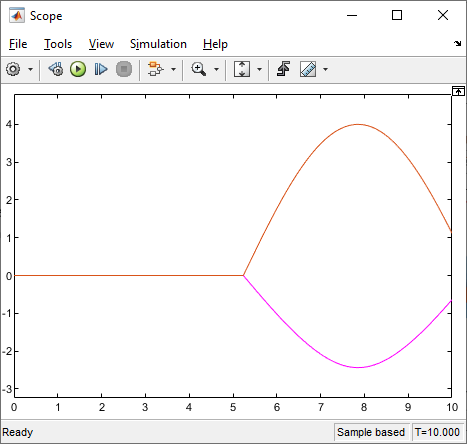 Scope
File Tools View Simulation Help
4
3
2
1
0
-1
-2
-3
0 1 2 3 4 5 6 7 8 9 10
Ready Sample based T=10.000